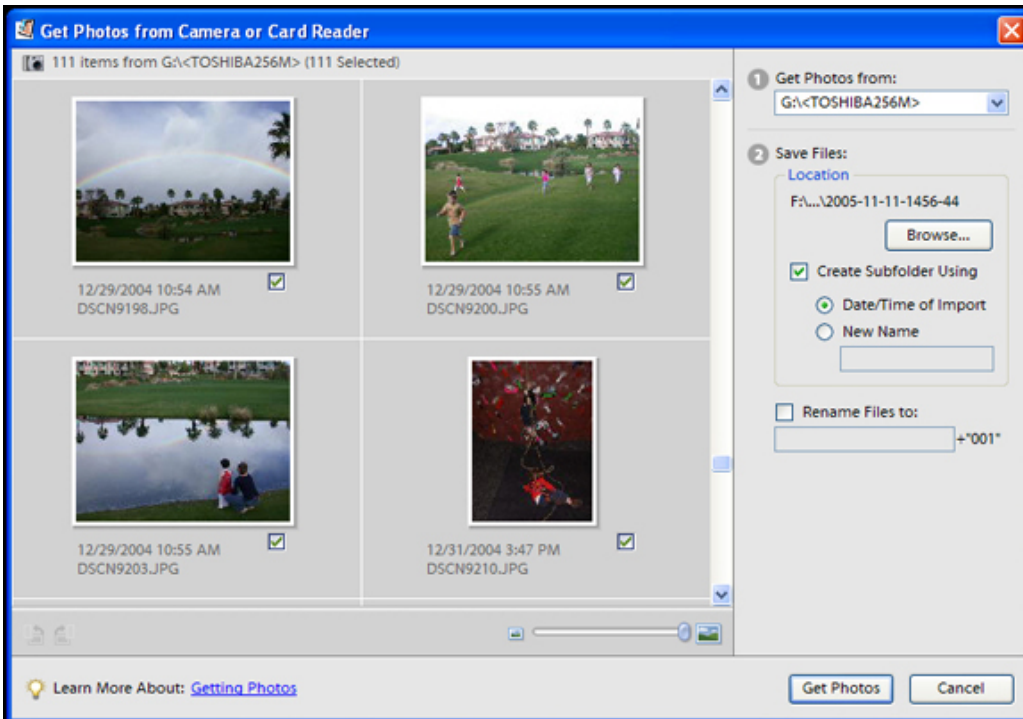 Get Photos from Camera or Card Reader
111 items from G:\<TOSHIBA256M> (111 Selected)
12/29/2004 10:54 AM
DSCN9198.JPG
12/29/2004 10:55 AM
DSCN9200.JPG
12/29/2004 10:55 AM
DSCN9203.JPG
12/31/2004 3:47 PM
DSCN9210.JPG
1 Get Photos from:
G:\<TOSHIBA256M>
2 Save Files:
Location
F:\...\2005-11-11-1456-44
Browse...
Create Subfolder Using
Date/Time of Import
New Name
Rename Files to:
+"001"
Learn More About: Getting Photos
Get Photos
Cancel